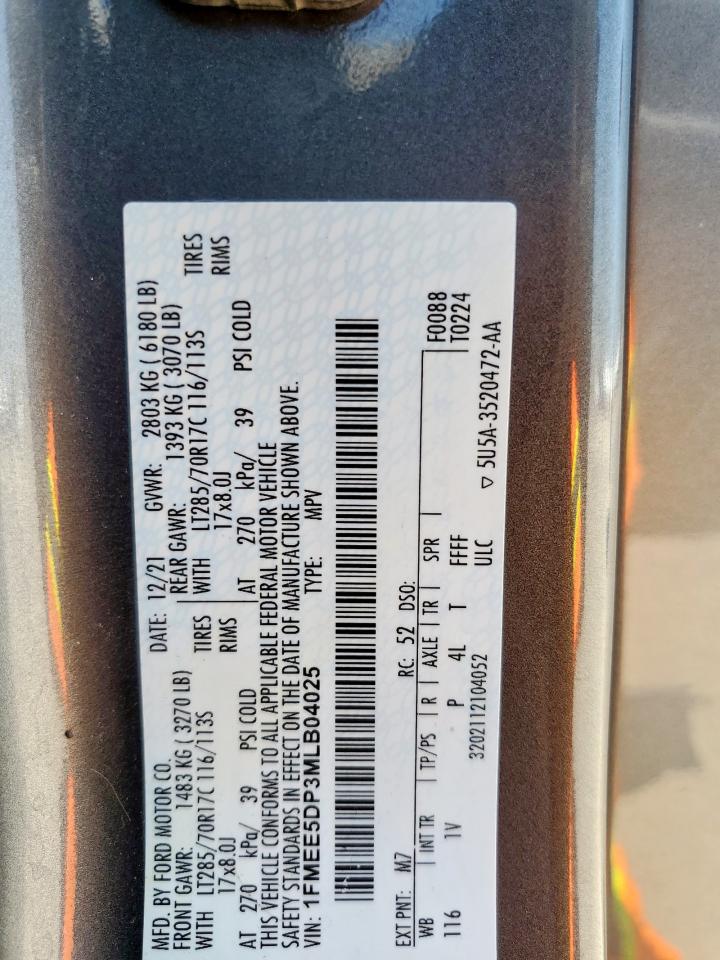 MFD. BY FORD MOTOR CO. DATE: 12/21 GVWR: 2803 KG ( 6180 LB)
FRONT GAWR: 1483 KG ( 3270 LB) REAR GAWR: 1393 KG ( 3070 LB)
WITH LT285/70R17C 116/113S TIRES WITH LT285/70R17C 116/113S TIRES
17x8.0J RIMS 17x8.0J RIMS
AT 270 kPa/ 39 PSI COLD AT 270 kPa/ 39 PSI COLD
THIS VEHICLE CONFORMS TO ALL APPLICABLE FEDERAL MOTOR VEHICLE
SAFETY STANDARDS IN EFFECT ON THE DATE OF MANUFACTURE SHOWN ABOVE.
VIN: 1FMEE5DP3MLB04025 TYPE: MPV
EXT PNT: M7 RC: 52 DSO:
WB INT TR TP/PS R AXLE TR SPR F0088
116 1V P 4L T FFFF T0224
3202112104052 ULC
▽ 5U5A-3520472-AA